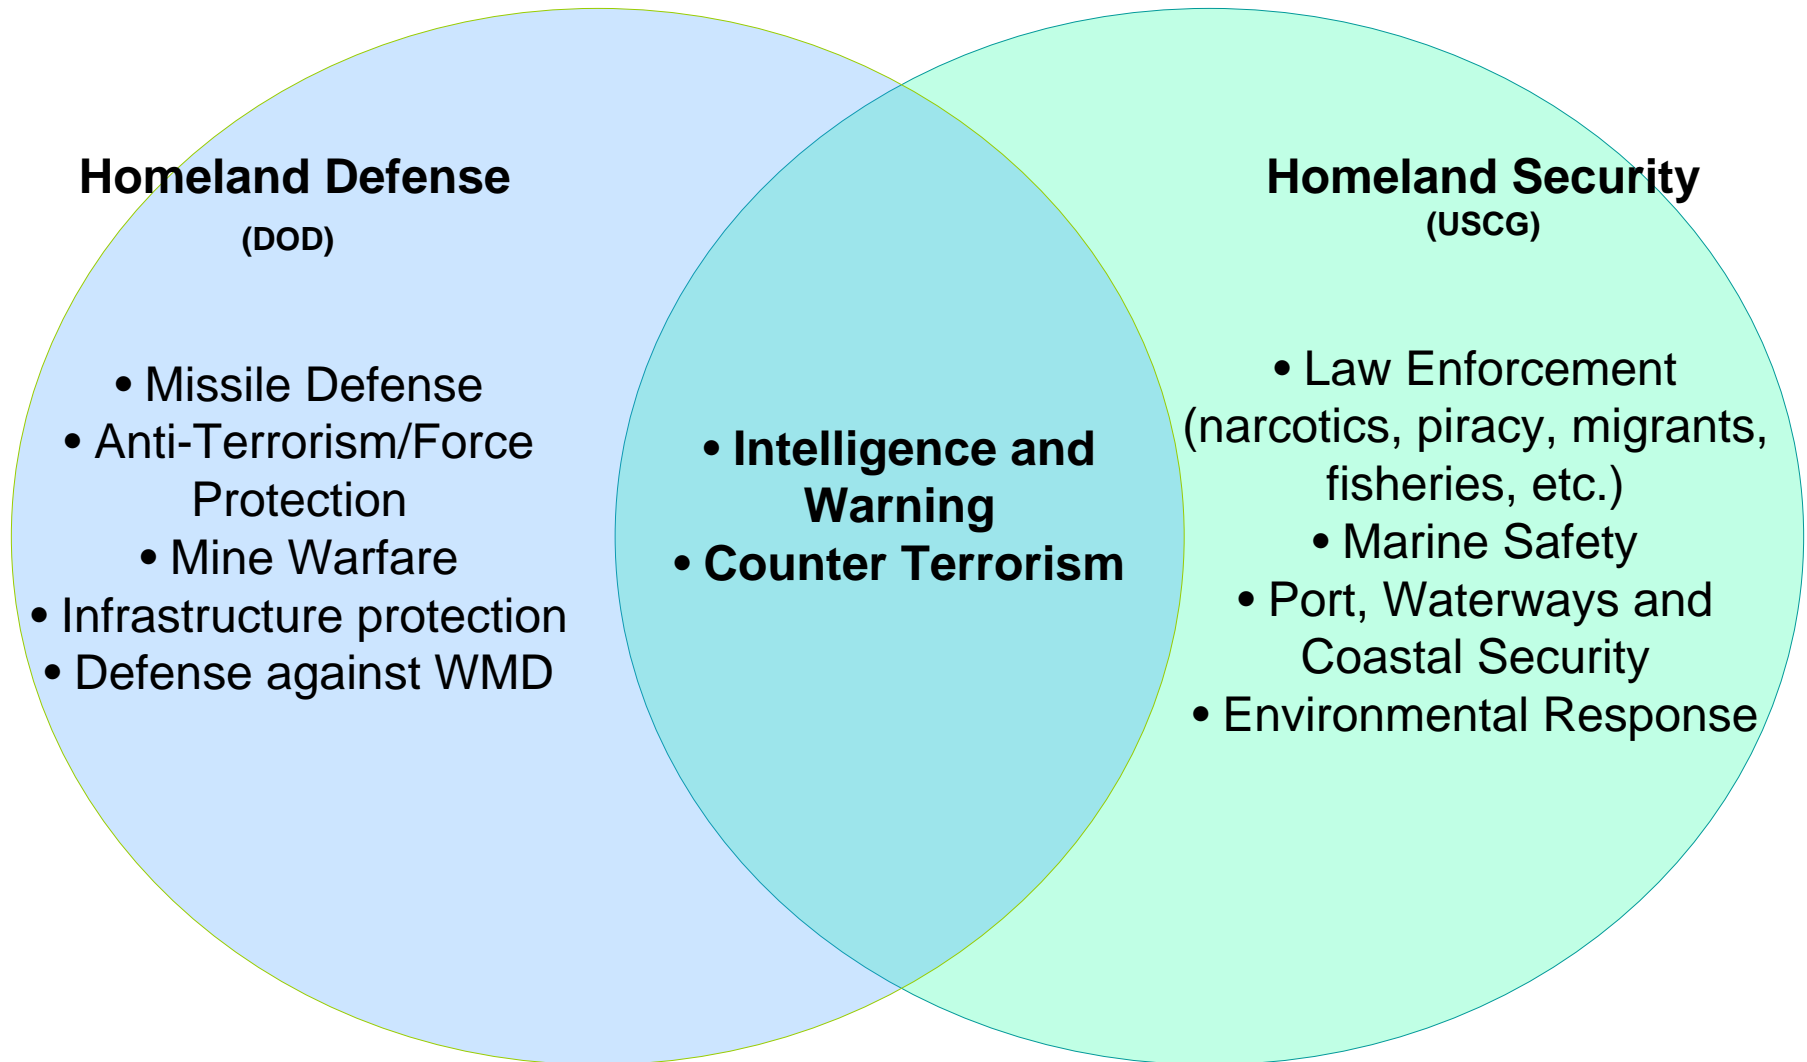 Homeland Defense
(DOD)
• Missile Defense
• Anti-Terrorism/Force
Protection
• Mine Warfare
• Infrastructure protection
• Defense against WMD
• Intelligence and
Warning
• Counter Terrorism
Homeland Security
(USCG)
• Law Enforcement
(narcotics, piracy, migrants,
fisheries, etc.)
• Marine Safety
• Port, Waterways and
Coastal Security
• Environmental Response